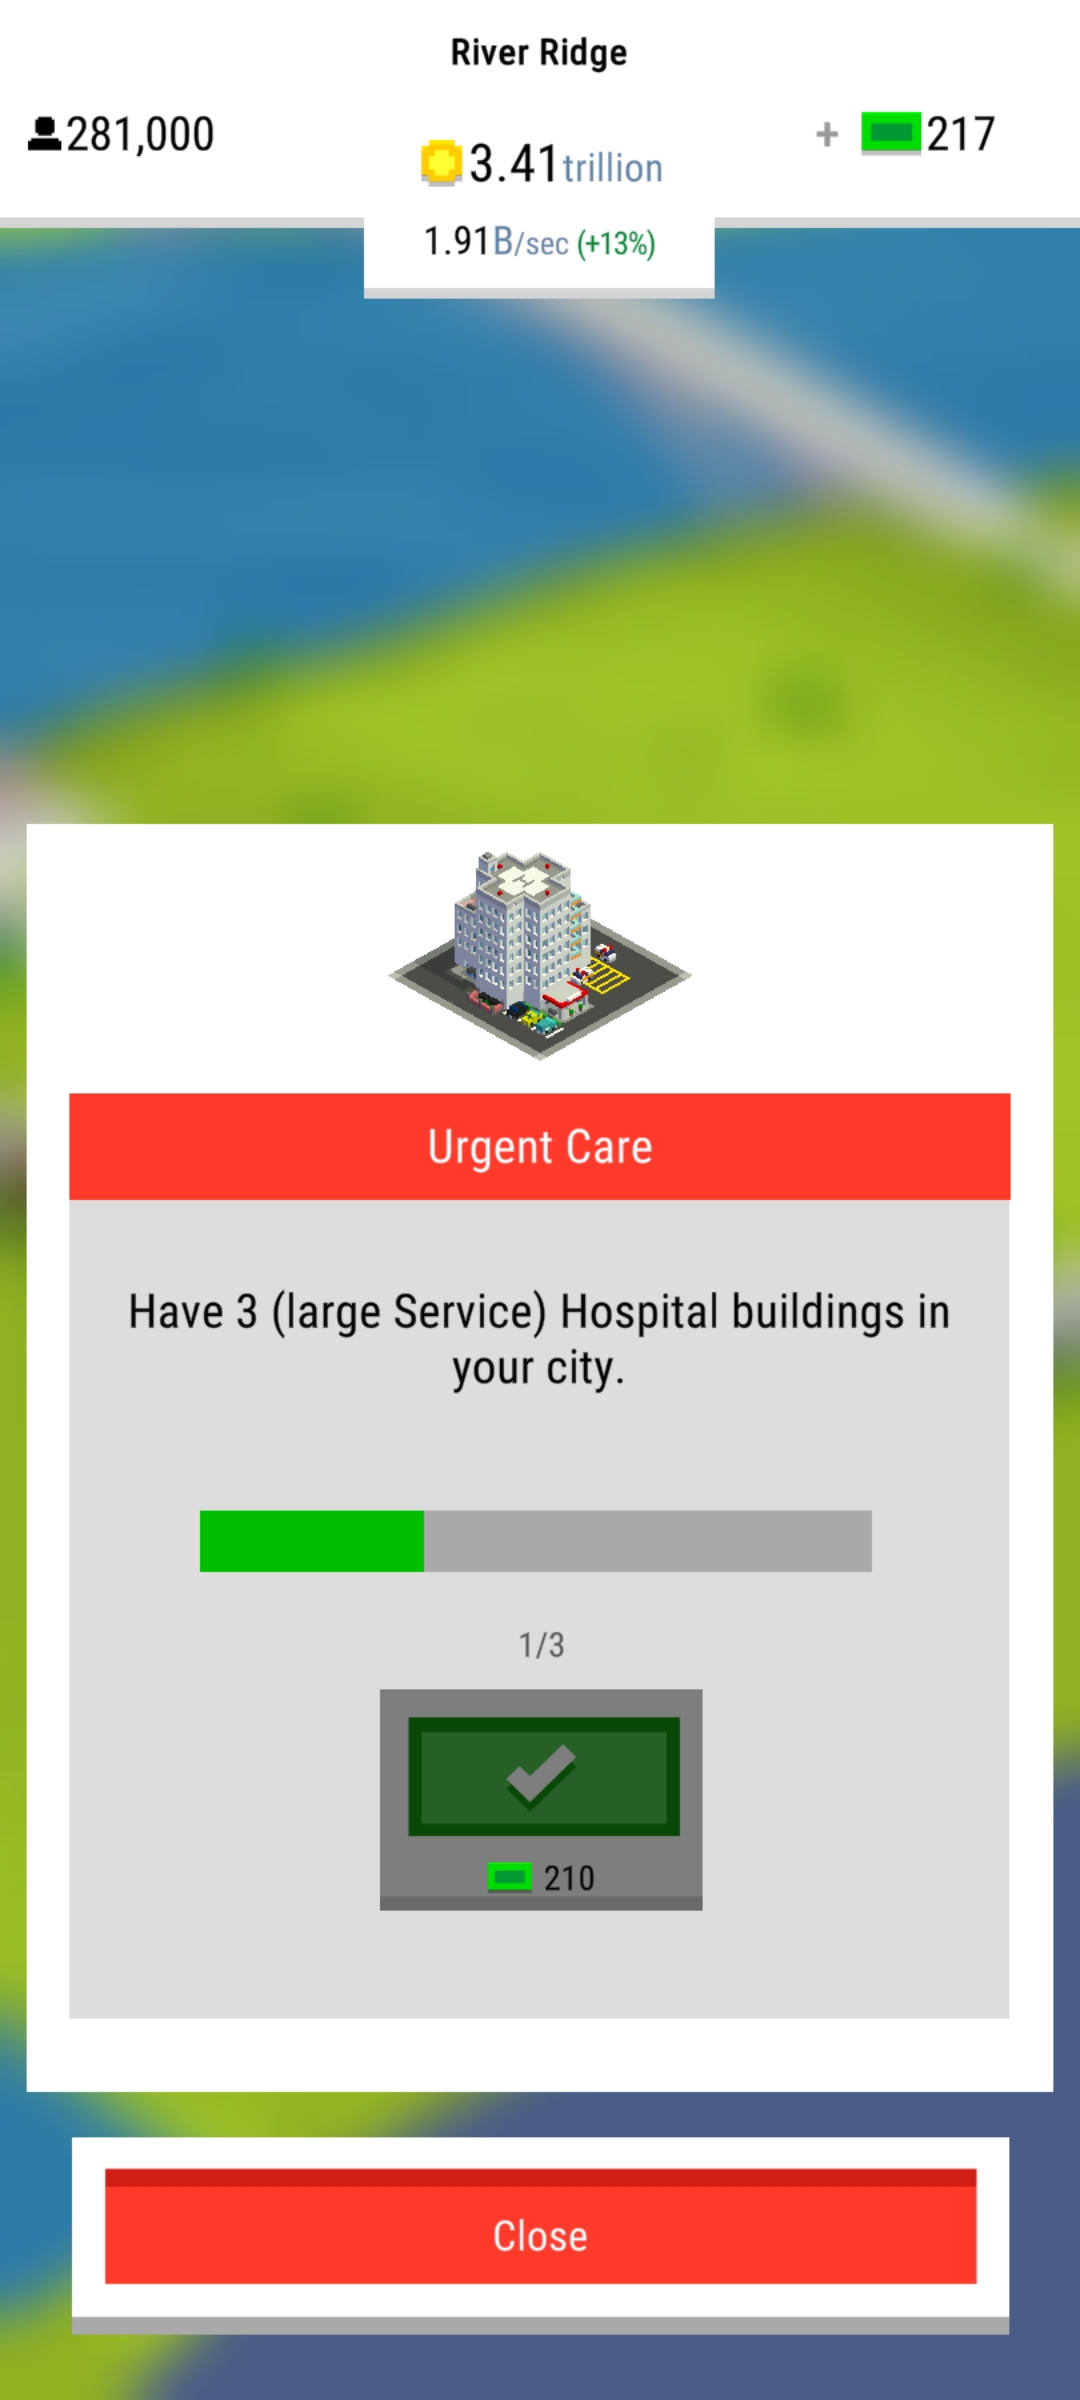 River Ridge
281,000
3.41trillion
+ 217
1.91B/sec (+13%)
H
Urgent Care
Have 3 (large Service) Hospital buildings in
your city.
1/3
210
Close